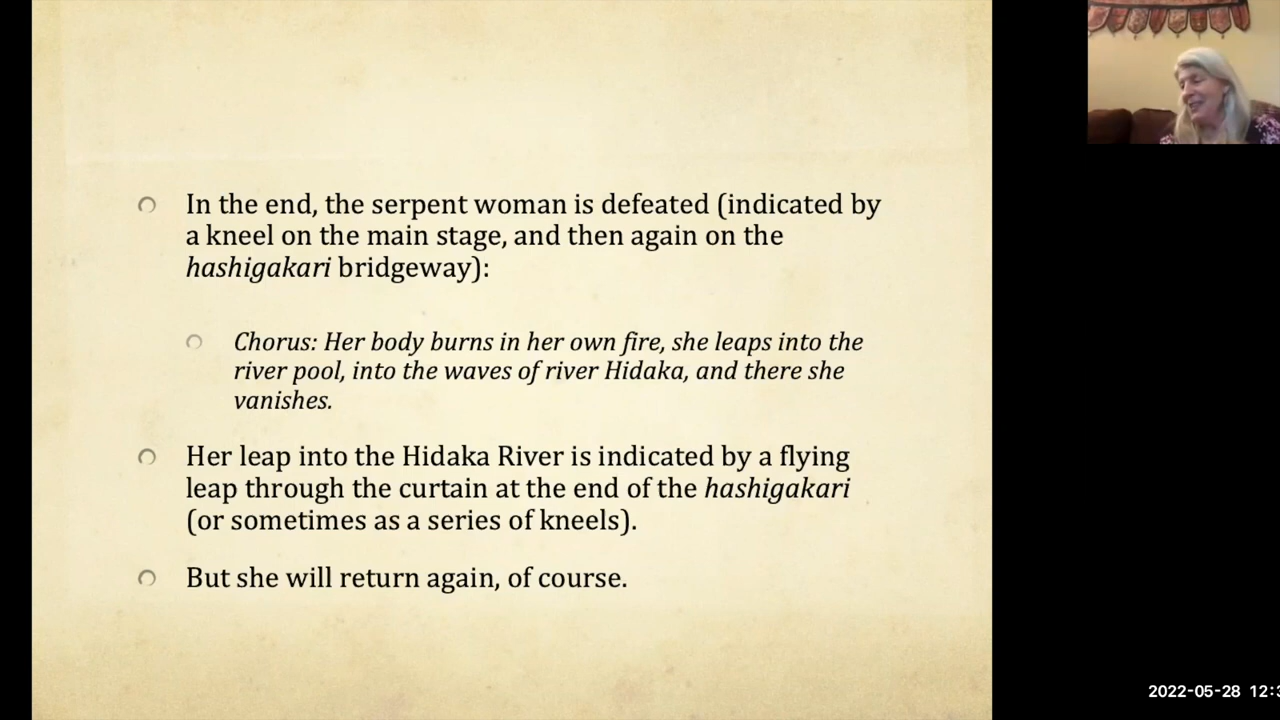 In the end, the serpent woman is defeated (indicated by
a kneel on the main stage, and then again on the
hashigakari bridgeway):
Chorus: Her body burns in her own fire, she leaps into the
river pool, into the waves of river Hidaka, and there she
vanishes.
Her leap into the Hidaka River is indicated by a flying
leap through the curtain at the end of the hashigakari
(or sometimes as a series of kneels).
But she will return again, of course.
2022-05-28 12:3